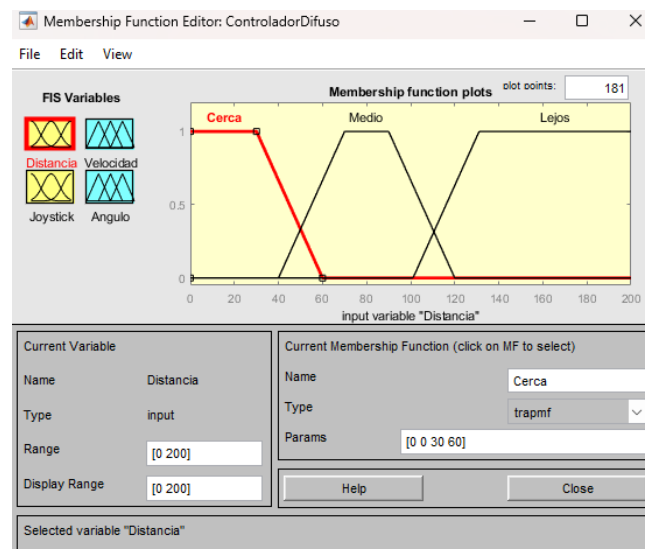 Membership Function Editor: ControladorDifuso
File Edit View
FIS Variables
Distancia Velocidad
Joystick Angulo
Membership function plots plot points: 181
Cerca Medio Lejos
1
0.5
0
0 20 40 60 80 100 120 140 160 180 200
input variable "Distancia"
Current Variable
Name Distancia
Type input
Range [0 200]
Display Range [0 200]
Current Membership Function (click on MF to select)
Name Cerca
Type trapmf
Params [0 0 30 60]
Help Close
Selected variable "Distancia"